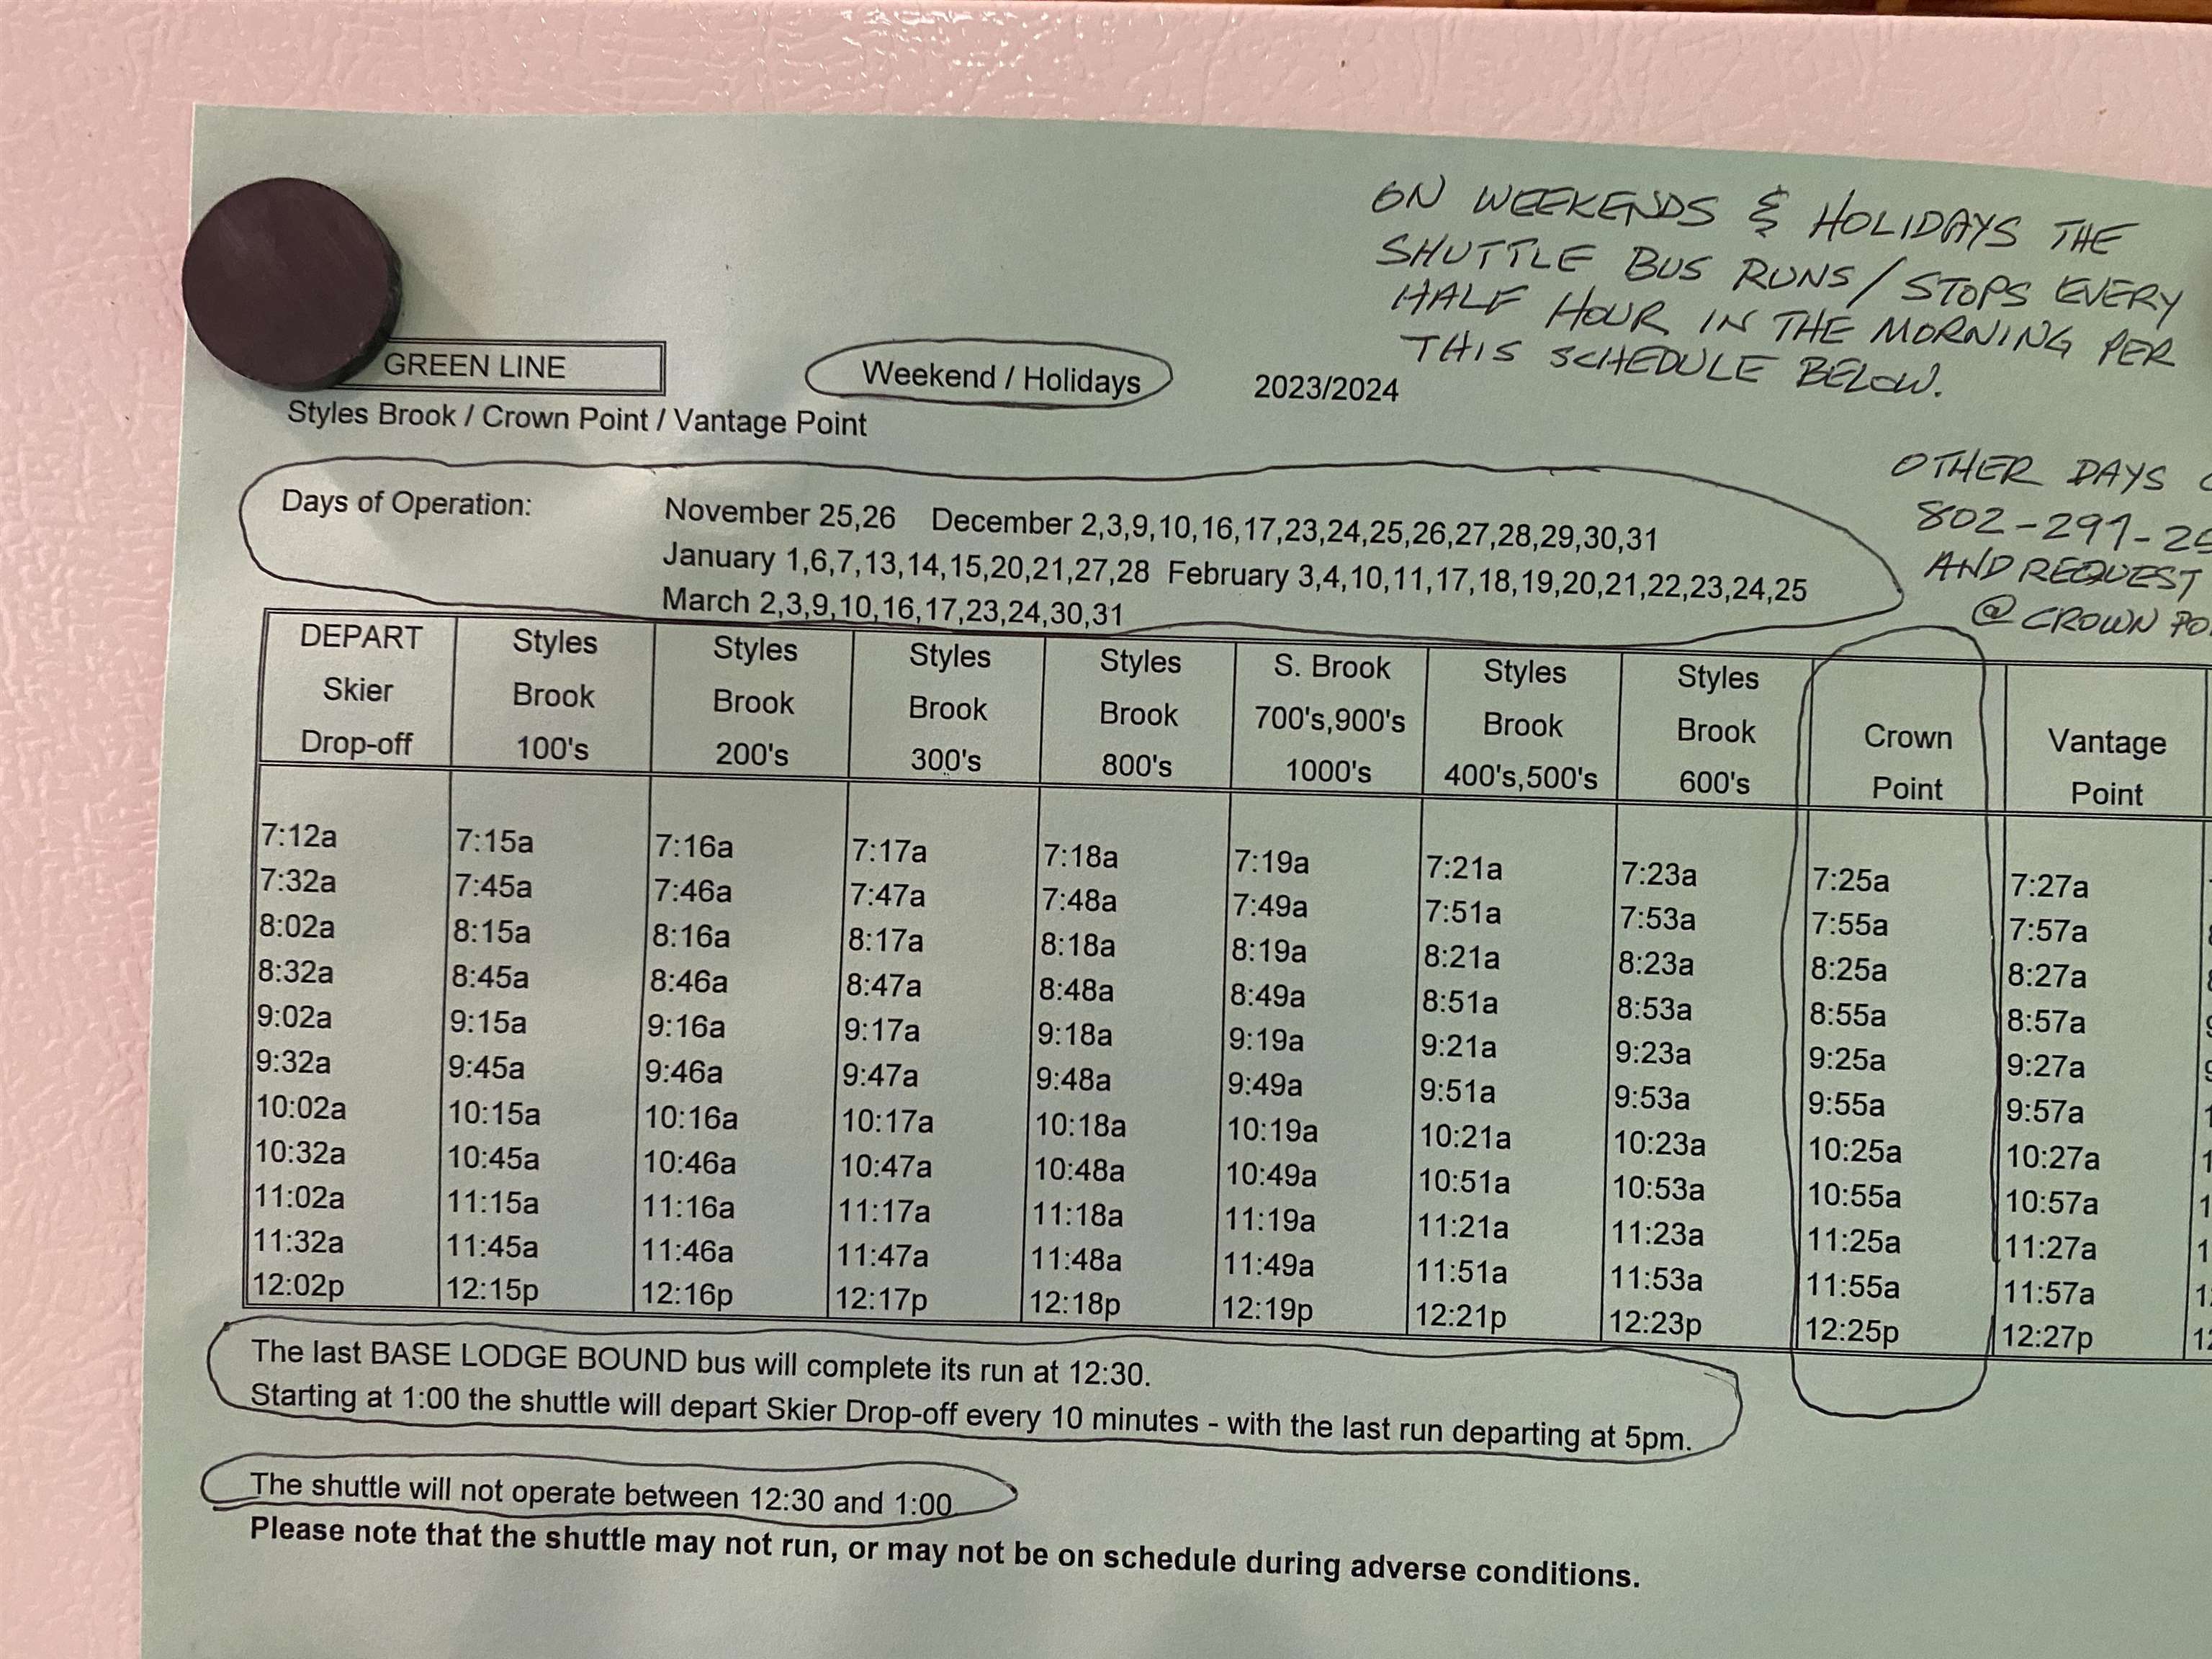 ON WEEKENDS & HOLIDAYS THE
SHUTTLE BUS RUNS/STOPS EVERY
HALF HOUR IN THE MORNING PER
THIS SCHEDULE BELOW.
GREEN LINE Weekend / Holidays 2023/2024
Styles Brook / Crown Point / Vantage Point
OTHER DAYS
802-297-
AND REQUEST
@ CROWN
Days of Operation: November 25,26 December 2,3,9,10,16,17,23,24,25,26,27,28,29,30,31
January 1,6,7,13,14,15,20,21,27,28 February 3,4,10,11,17,18,19,20,21,22,23,24,25
March 2,3,9,10,16,17,23,24,30,31
DEPART Styles Styles Styles Styles S. Brook Styles Styles
Skier Brook Brook Brook Brook 700's,900's Brook Brook Crown Vantage
Drop-off 100's 200's 300's 800's 1000's 400's,500's 600's Point Point
7:12a 7:15a 7:16a 7:17a 7:18a 7:19a 7:21a 7:23a 7:25a 7:27a
7:32a 7:45a 7:46a 7:47a 7:48a 7:49a 7:51a 7:53a 7:55a 7:57a
8:02a 8:15a 8:16a 8:17a 8:18a 8:19a 8:21a 8:23a 8:25a 8:27a
8:32a 8:45a 8:46a 8:47a 8:48a 8:49a 8:51a 8:53a 8:55a 8:57a
9:02a 9:15a 9:16a 9:17a 9:18a 9:19a 9:21a 9:23a 9:25a 9:27a
9:32a 9:45a 9:46a 9:47a 9:48a 9:49a 9:51a 9:53a 9:55a 9:57a
10:02a 10:15a 10:16a 10:17a 10:18a 10:19a 10:21a 10:23a 10:25a 10:27a
10:32a 10:45a 10:46a 10:47a 10:48a 10:49a 10:51a 10:53a 10:55a 10:57a
11:02a 11:15a 11:16a 11:17a 11:18a 11:19a 11:21a 11:23a 11:25a 11:27a
11:32a 11:45a 11:46a 11:47a 11:48a 11:49a 11:51a 11:53a 11:55a 11:57a
12:02p 12:15p 12:16p 12:17p 12:18p 12:19p 12:21p 12:23p 12:25p 12:27p
The last BASE LODGE BOUND bus will complete its run at 12:30.
Starting at 1:00 the shuttle will depart Skier Drop-off every 10 minutes - with the last run departing at 5pm.
The shuttle will not operate between 12:30 and 1:00
Please note that the shuttle may not run, or may not be on schedule during adverse conditions.